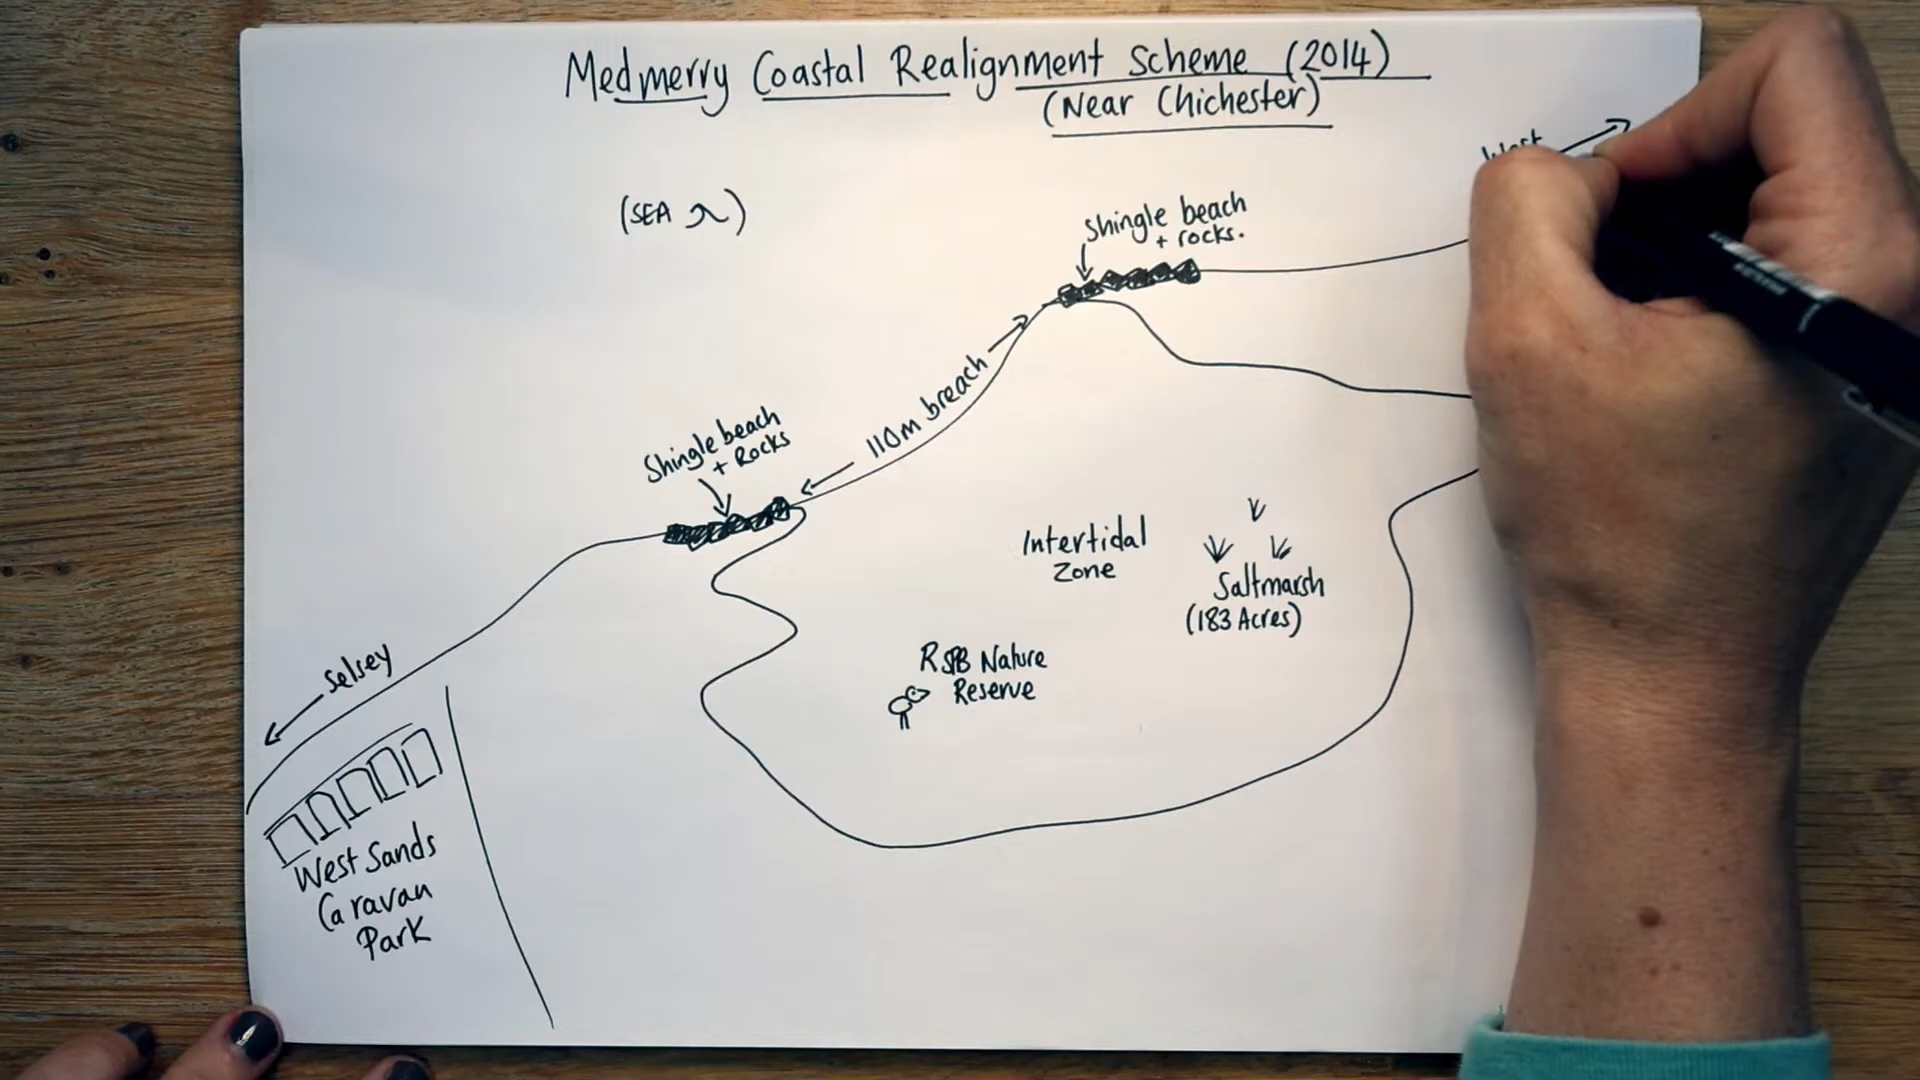 Medmerry Coastal Realignment Scheme (2014)
(Near Chichester)
West
(SEA )
Shingle beach
+ rocks.
110m breach
Shingle beach
+ Rocks
Intertidal
Zone
Saltmarsh
(183 Acres)
RSPB Nature
Reserve
Selsey
West Sands
Caravan
Park